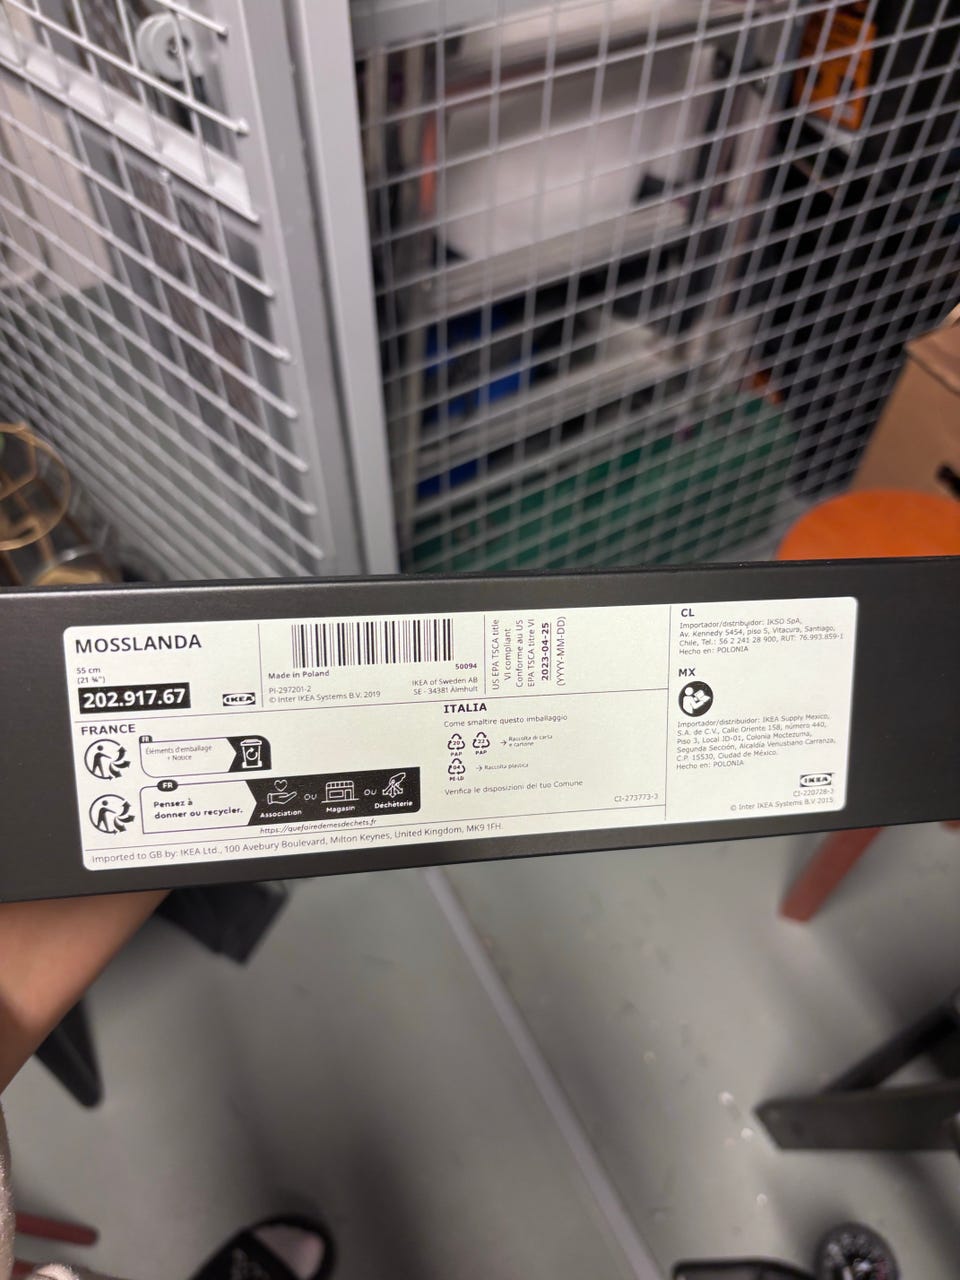 MOSSLANDA
55 cm
(21 ¾")
202.917.67
IKEA
50094
Made in Poland
PI-297201-2
© Inter IKEA Systems B.V. 2019
IKEA of Sweden AB
SE - 34381 Älmhult
US EPA TSCA title
VI compliant
Conforme au US
EPA TSCA titre VI
2023-04-25
(YYYY-MM-DD)
FRANCE
FR
Éléments d'emballage
+ Notice
FR
Pensez à
donner ou recycler.
Association
OU
Magasin
OU
Déchèterie
https://quefairedemesdechets.fr
Imported to GB by: IKEA Ltd., 100 Avebury Boulevard, Milton Keynes, United Kingdom, MK9 1FH.
ITALIA
Come smaltire questo imballaggio
20
PAP
22
PAP
→ Raccolta di carta
e cartone
04
PE-LD
→ Raccolta plastica
Verifica le disposizioni del tuo Comune
CI-273773-3
CL
Importador/distribuidor: IKSO SpA,
Av. Kennedy 5454, piso 5, Vitacura, Santiago,
Chile, Tel.: 56 2 241 28 900, RUT: 76.993.859-1
Hecho en: POLONIA
MX
Importador/distribuidor: IKEA Supply Mexico,
S.A. de C.V., Calle Oriente 158, número 440,
Piso 3, Local JD-01, Colonia Moctezuma,
Segunda Sección, Alcaldía Venustiano Carranza,
C.P. 15530, Ciudad de México.
Hecho en: POLONIA
IKEA
CI-220728-3
© Inter IKEA Systems B.V 2015